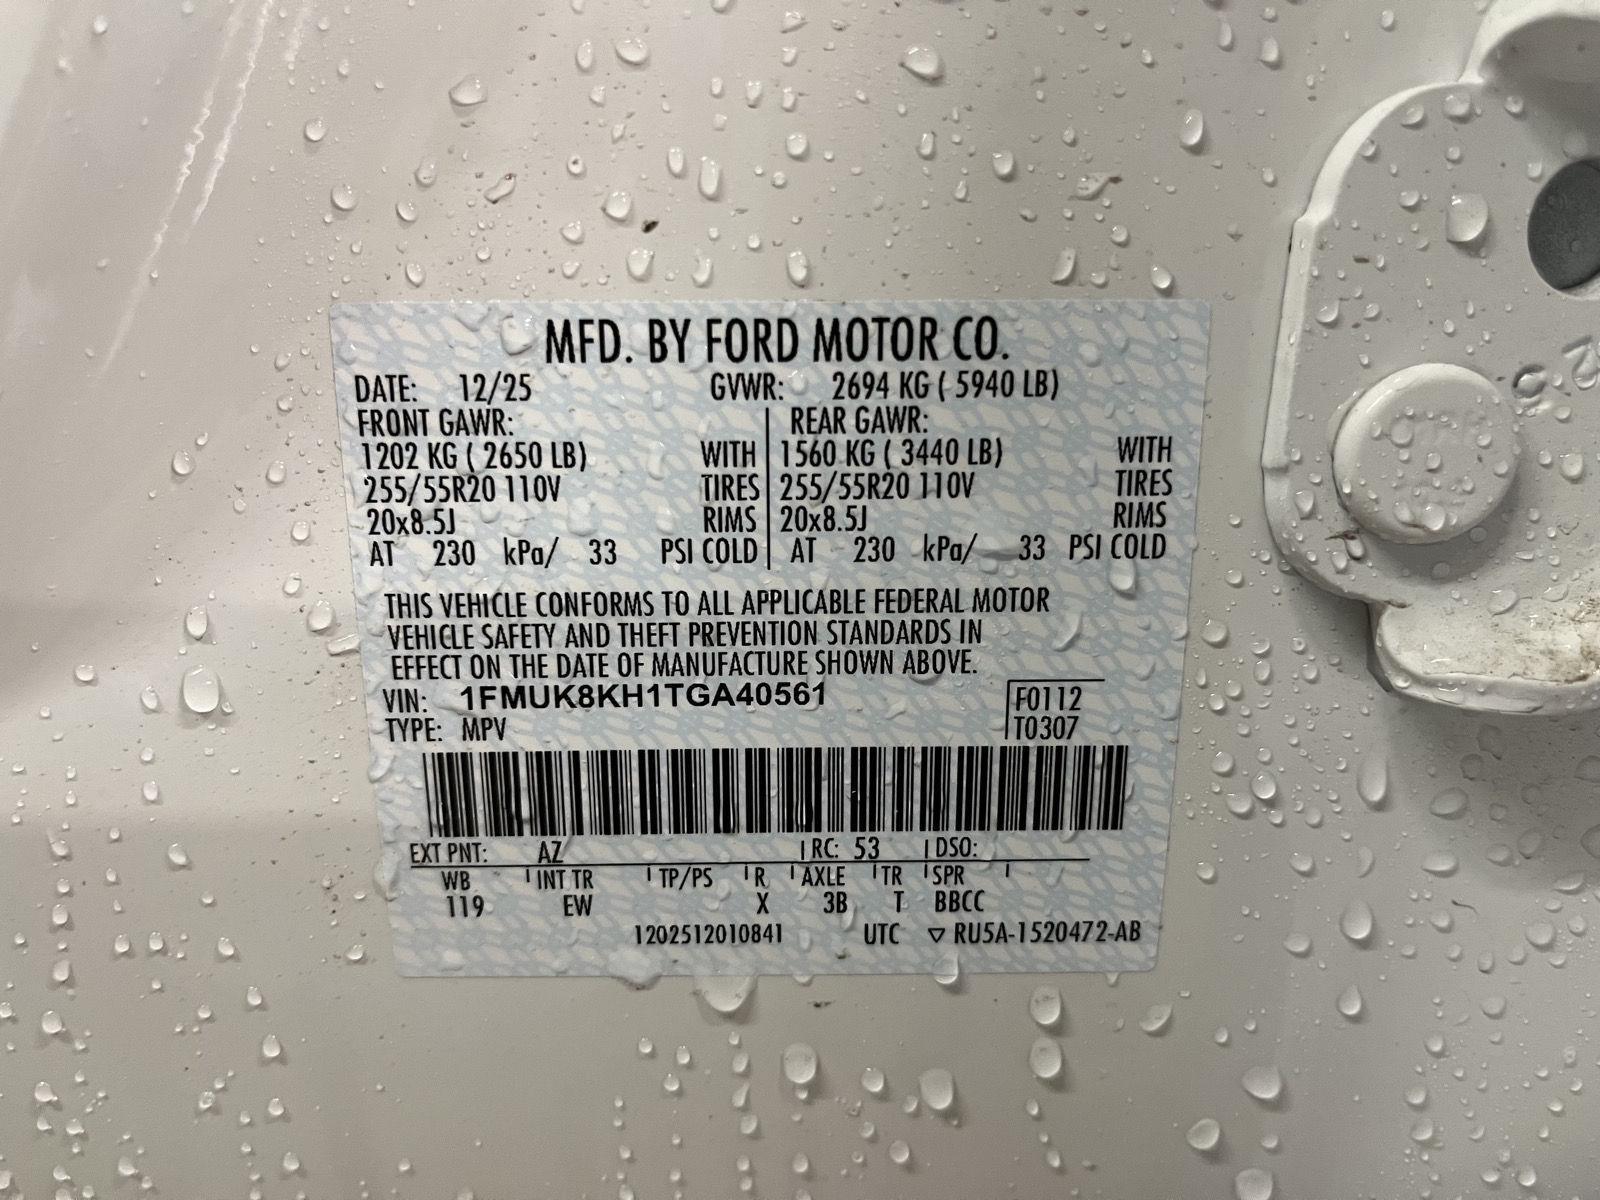 MFD. BY FORD MOTOR CO.
DATE: 12/25 GVWR: 2694 KG ( 5940 LB)
FRONT GAWR: REAR GAWR:
1202 KG ( 2650 LB) WITH 1560 KG ( 3440 LB) WITH
255/55R20 110V TIRES 255/55R20 110V TIRES
20x8.5J RIMS 20x8.5J RIMS
AT 230 kPa/ 33 PSI COLD AT 230 kPa/ 33 PSI COLD
THIS VEHICLE CONFORMS TO ALL APPLICABLE FEDERAL MOTOR
VEHICLE SAFETY AND THEFT PREVENTION STANDARDS IN
EFFECT ON THE DATE OF MANUFACTURE SHOWN ABOVE.
VIN: 1FMUK8KH1TGA40561 F0112
TYPE: MPV T0307
EXT PNT: AZ RC: 53 DSO:
WB INT TR TP/PS R AXLE TR SPR
119 EW X 3B T BBCC
1202512010841 UTC ▽ RU5A-1520472-AB